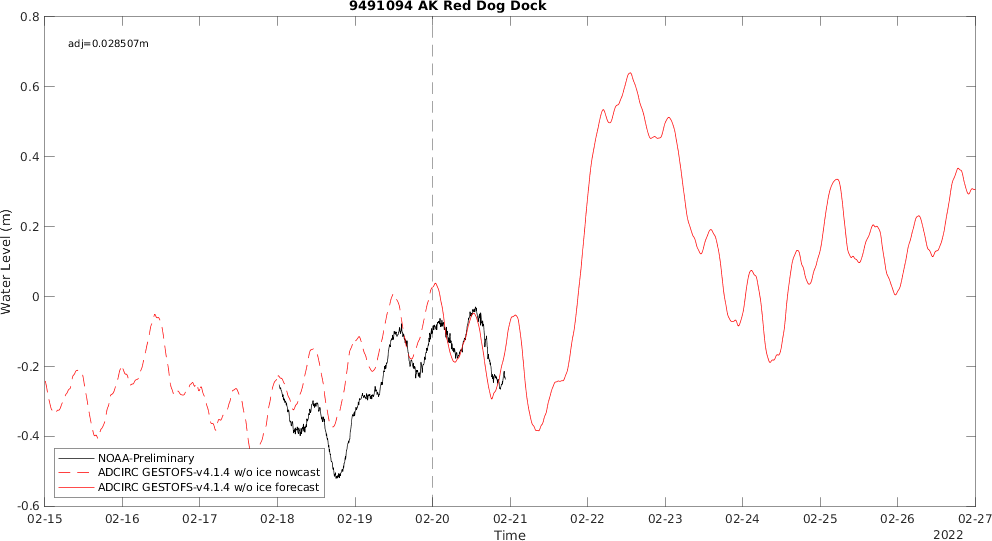 9491094 AK Red Dog Dock
adj=0.028507m
0.8
0.6
0.4
0.2
0
-0.2
-0.4
-0.6
Water Level (m)
NOAA-Preliminary
ADCIRC GESTOFS-v4.1.4 w/o ice nowcast
ADCIRC GESTOFS-v4.1.4 w/o ice forecast
02-15 02-16 02-17 02-18 02-19 02-20 02-21 02-22 02-23 02-24 02-25 02-26 02-27
Time
2022